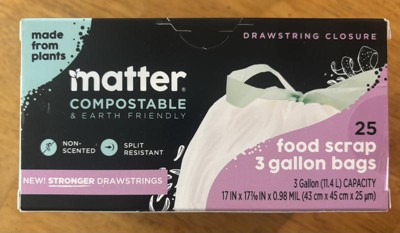 made
from
plants
DRAWSTRING CLOSURE
matter
COMPOSTABLE
& EARTH FRIENDLY
NON-
SCENTED
SPLIT
RESISTANT
NEW! STRONGER DRAWSTRINGS
25
food scrap
3 gallon bags
3 Gallon (11.4 L) CAPACITY
17 IN x 17⅞ IN x 0.98 MIL (43 cm x 45 cm x 25 µm)